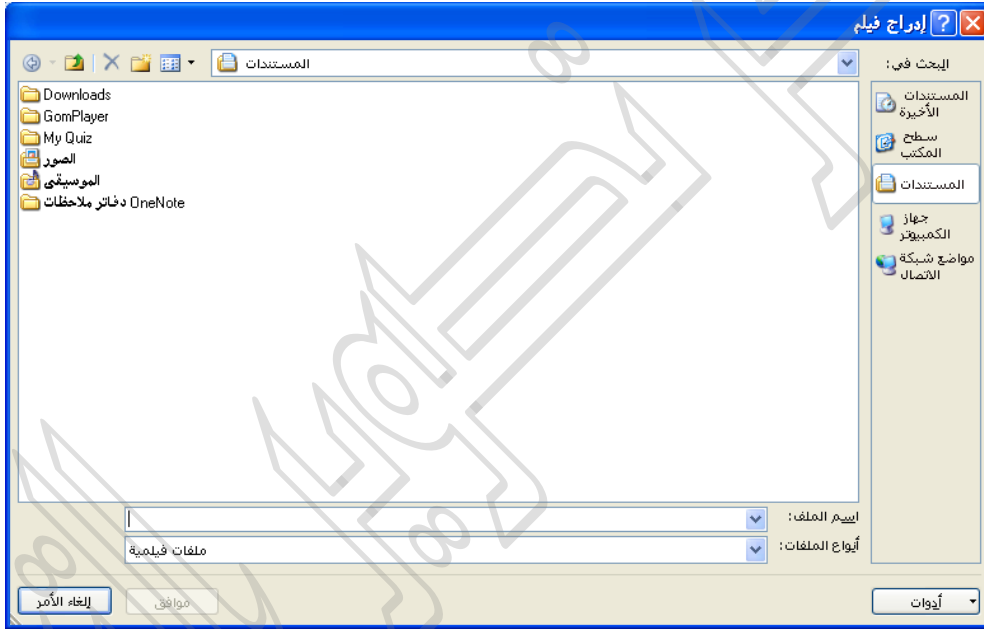 إدراج فيلم
البحث في:
المستندات
المستندات الأخيرة
سطح المكتب
المستندات
جهاز الكمبيوتر
مواضع شبكة الاتصال
Downloads
GomPlayer
My Quiz
الصور
الموسيقى
دفاتر ملاحظات OneNote
اسم الملف:
أنواع الملفات:
ملفات فيلمية
أدوات
موافق
إلغاء الأمر